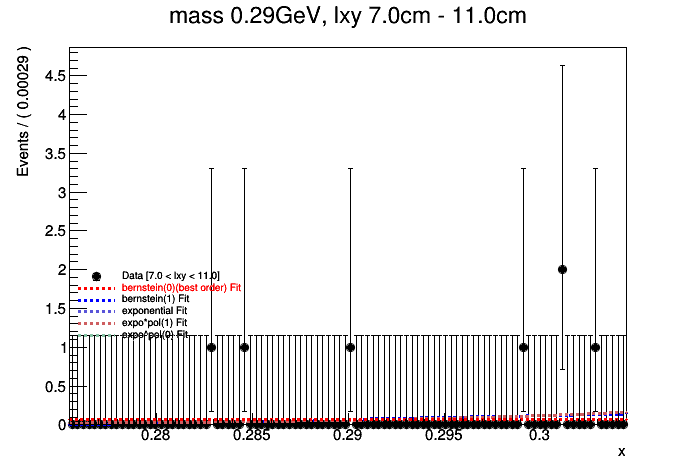 mass 0.29GeV, lxy 7.0cm - 11.0cm
Events / ( 0.00029 )
4.5
4
3.5
3
2.5
2
1.5
1
0.5
0
Data [7.0 < lxy < 11.0]
bernstein(0)(best order) Fit
bernstein(1) Fit
exponential Fit
expo*pol(1) Fit
expo*pol(0) Fit
0.28 0.285 0.29 0.295 0.3
x